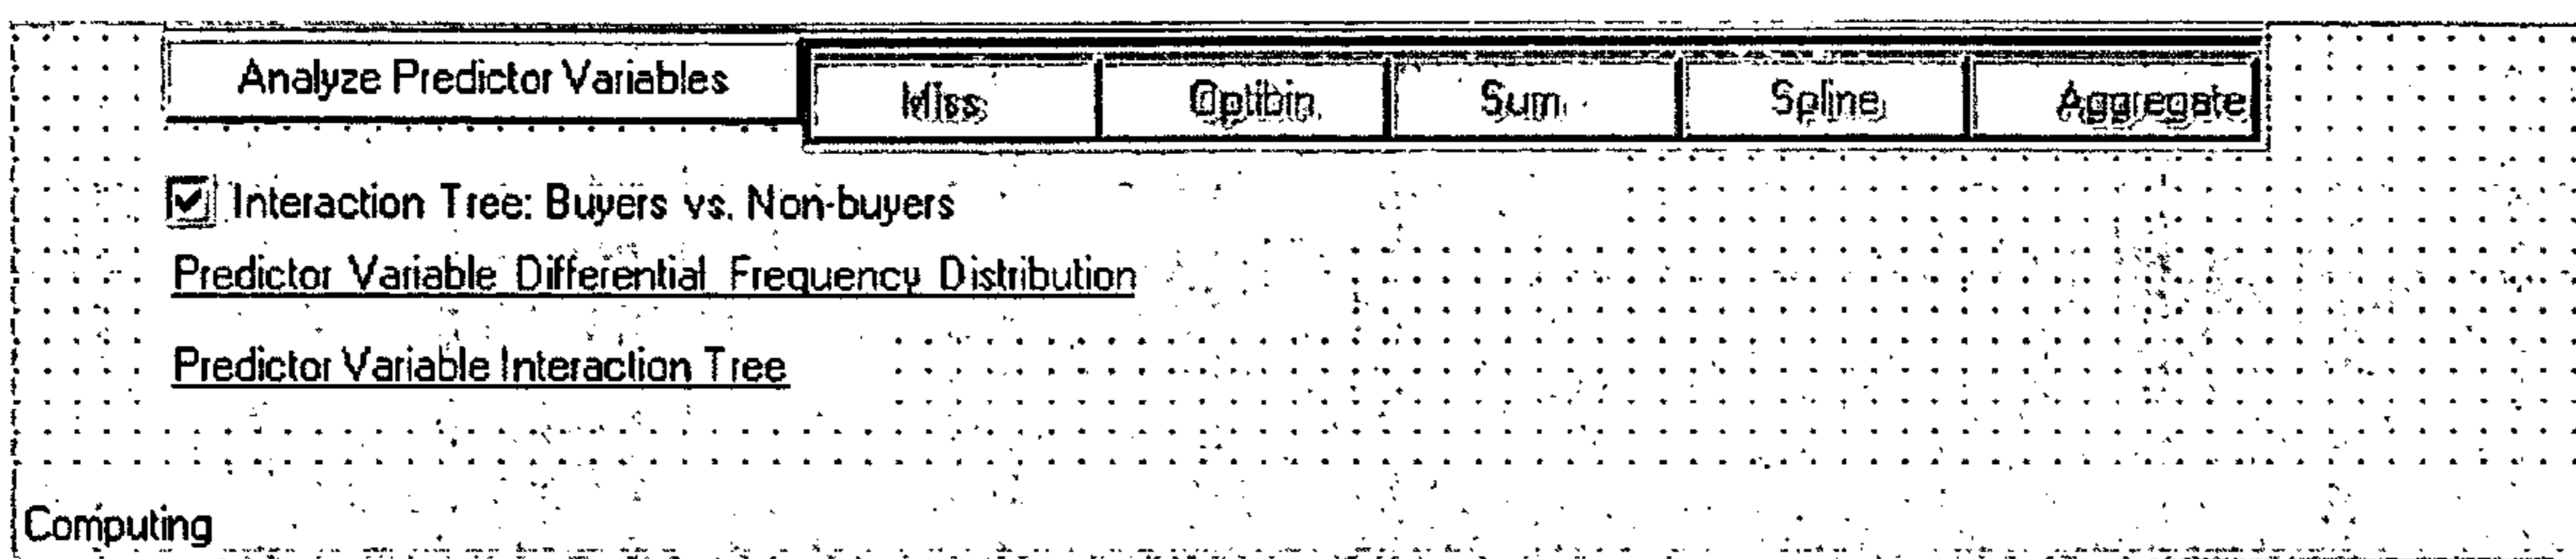 Analyze Predictor Variables Miss Optibin Sum Spline Aggregate
Interaction Tree: Buyers vs. Non-buyers
Predictor Variable Differential Frequency Distribution
Predictor Variable Interaction Tree
Computing